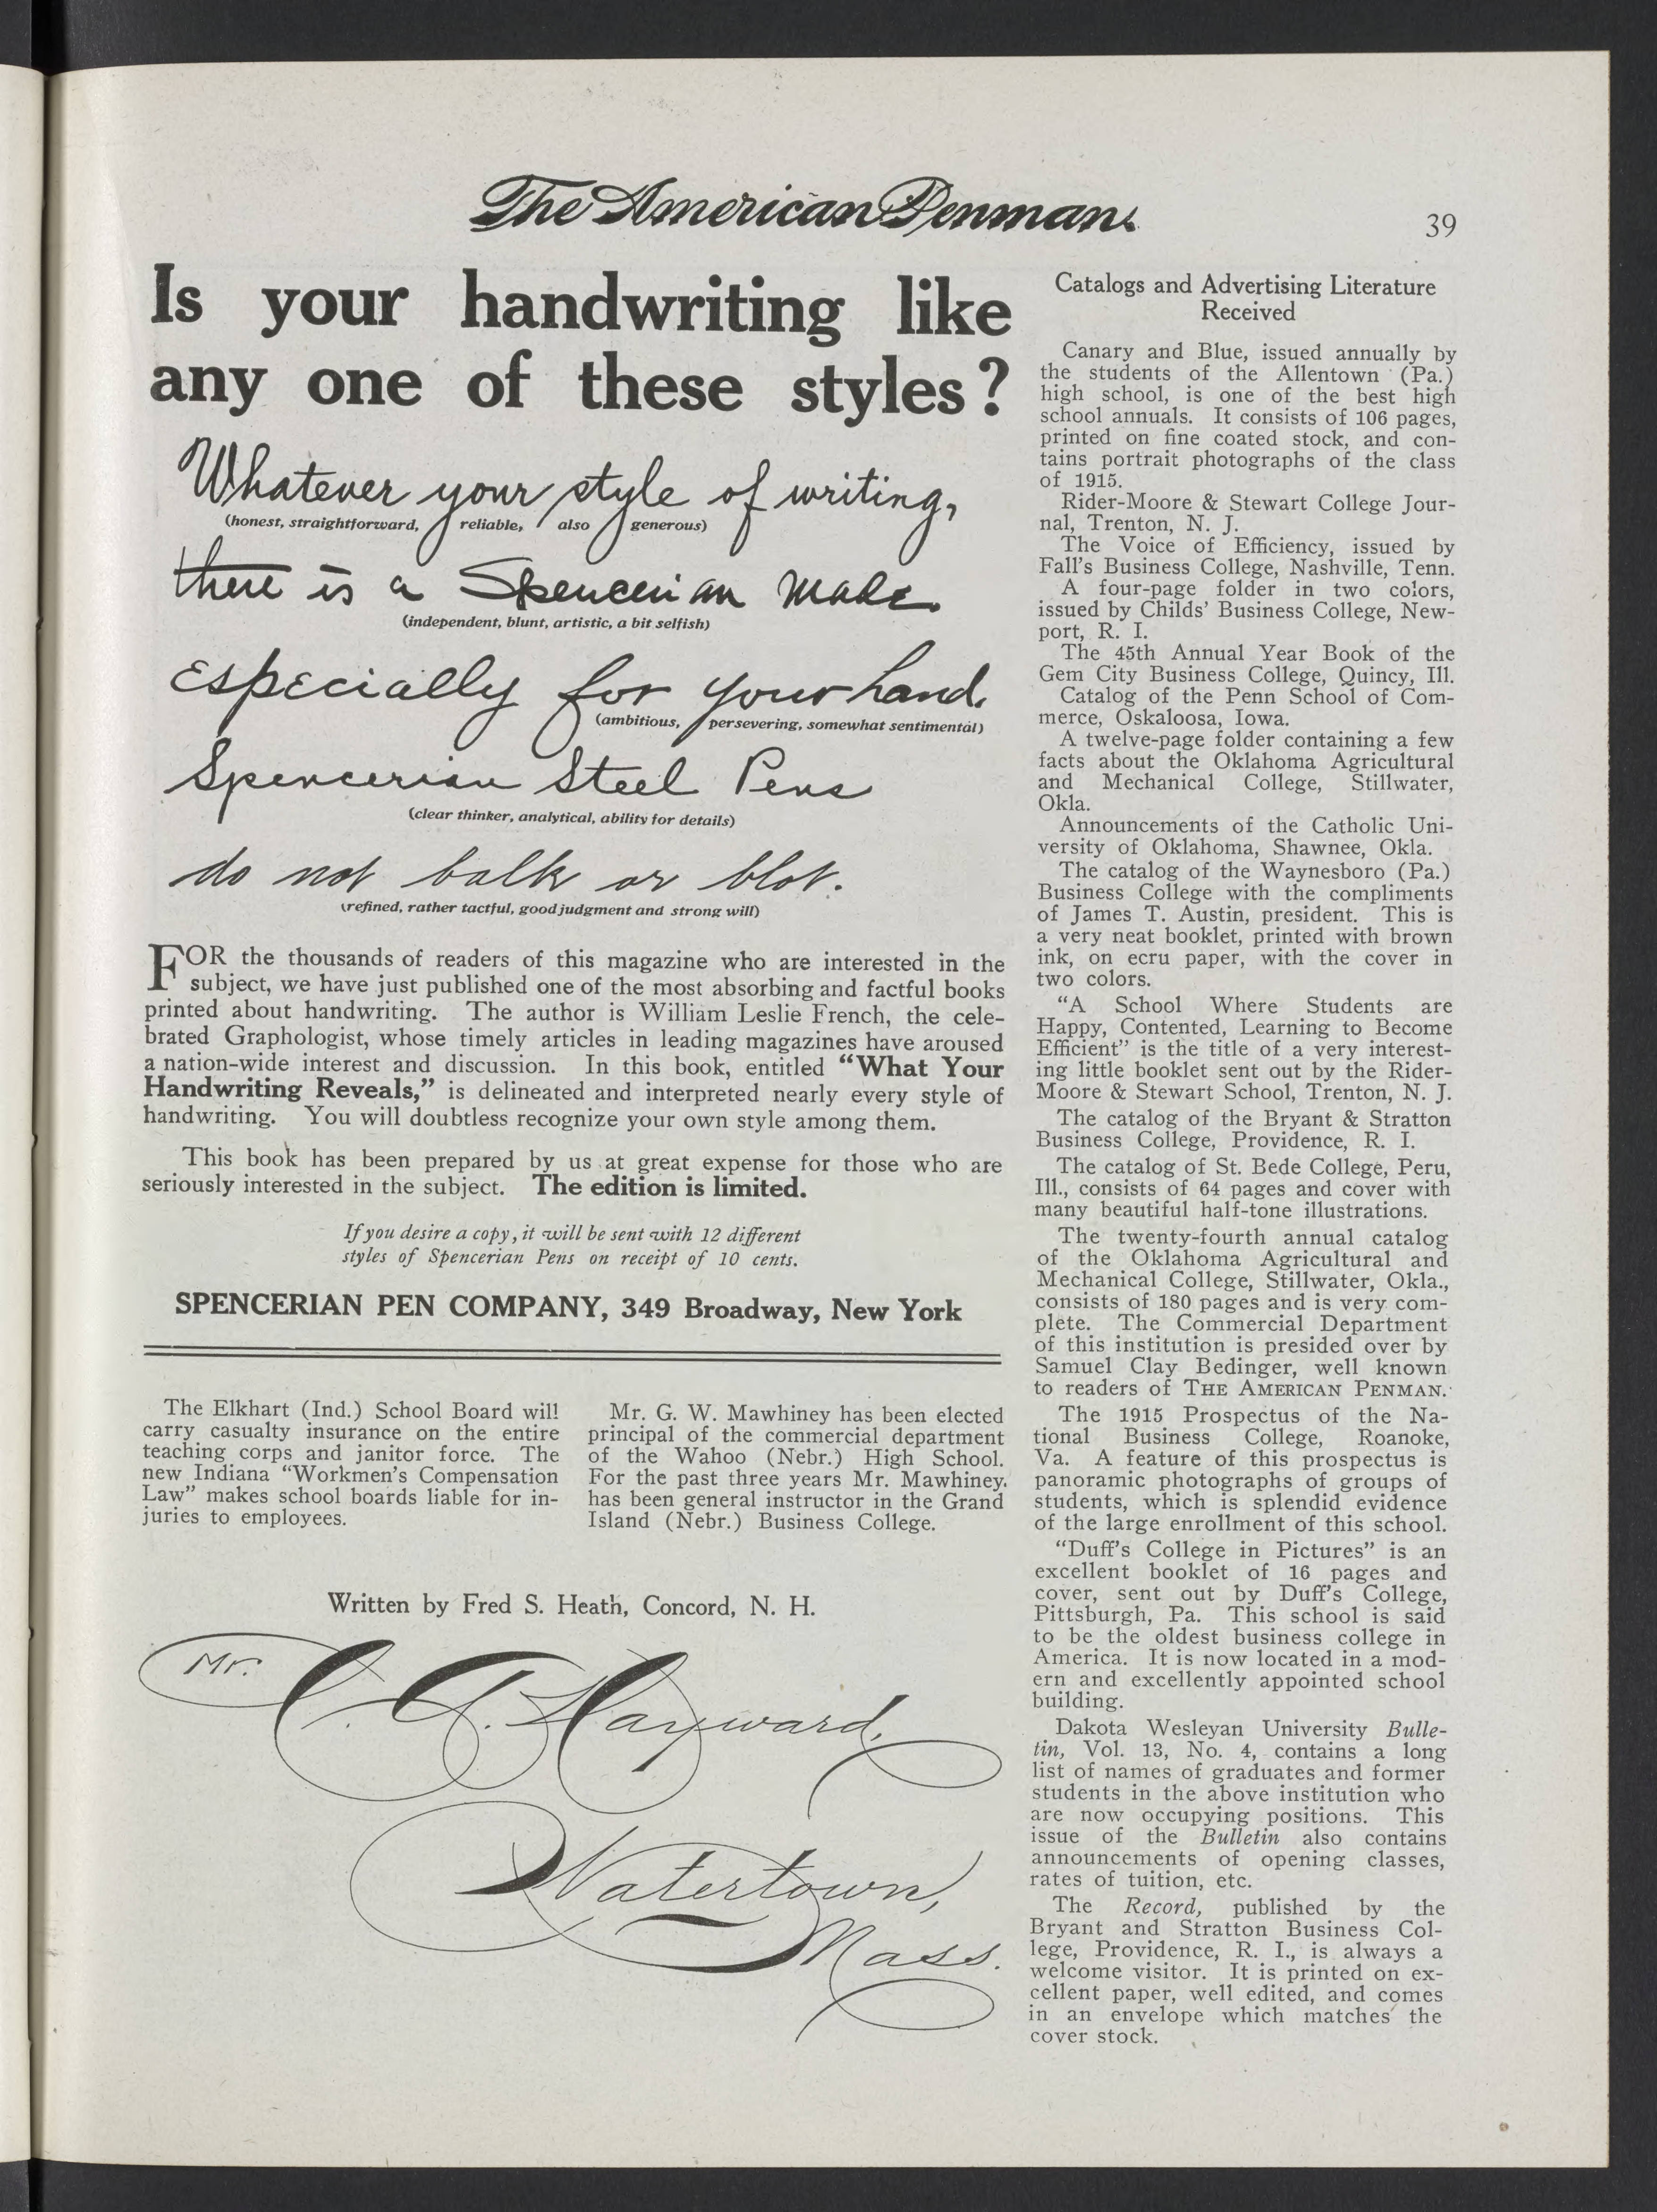 The American Penman
39
Is your handwriting like
any one of these styles?
Whatever your style of writing,
(honest, straightforward, reliable, also generous)
there is a Spencerian made
(independent, blunt, artistic, a bit selfish)
especially for your hand.
(ambitious, persevering, somewhat sentimental)
Spencerian Steel Pens
(clear thinker, analytical, ability for details)
do not balk or blot.
(refined, rather tactful, good judgment and strong will)
FOR the thousands of readers of this magazine who are interested in the
subject, we have just published one of the most absorbing and factful books
printed about handwriting. The author is William Leslie French, the cele-
brated Graphologist, whose timely articles in leading magazines have aroused
a nation-wide interest and discussion. In this book, entitled “What Your
Handwriting Reveals,” is delineated and interpreted nearly every style of
handwriting. You will doubtless recognize your own style among them.
This book has been prepared by us at great expense for those who are
seriously interested in the subject. The edition is limited.
If you desire a copy, it will be sent with 12 different
styles of Spencerian Pens on receipt of 10 cents.
SPENCERIAN PEN COMPANY, 349 Broadway, New York
The Elkhart (Ind.) School Board will
carry casualty insurance on the entire
teaching corps and janitor force. The
new Indiana “Workmen’s Compensation
Law” makes school boards liable for in-
juries to employees.
Mr. G. W. Mawhiney has been elected
principal of the commercial department
of the Wahoo (Nebr.) High School.
For the past three years Mr. Mawhiney.
has been general instructor in the Grand
Island (Nebr.) Business College.
Written by Fred S. Heath, Concord, N. H.
Mr. C. A. Hayward,
Watertown,
Mass.
Catalogs and Advertising Literature
Received
Canary and Blue, issued annually by
the students of the Allentown (Pa.)
high school, is one of the best high
school annuals. It consists of 106 pages,
printed on fine coated stock, and con-
tains portrait photographs of the class
of 1915.
Rider-Moore & Stewart College Jour-
nal, Trenton, N. J.
The Voice of Efficiency, issued by
Fall’s Business College, Nashville, Tenn.
A four-page folder in two colors,
issued by Childs’ Business College, New-
port, R. I.
The 45th Annual Year Book of the
Gem City Business College, Quincy, Ill.
Catalog of the Penn School of Com-
merce, Oskaloosa, Iowa.
A twelve-page folder containing a few
facts about the Oklahoma Agricultural
and Mechanical College, Stillwater,
Okla.
Announcements of the Catholic Uni-
versity of Oklahoma, Shawnee, Okla.
The catalog of the Waynesboro (Pa.)
Business College with the compliments
of James T. Austin, president. This is
a very neat booklet, printed with brown
ink, on ecru paper, with the cover in
two colors.
“A School Where Students are
Happy, Contented, Learning to Become
Efficient” is the title of a very interest-
ing little booklet sent out by the Rider-
Moore & Stewart School, Trenton, N. J.
The catalog of the Bryant & Stratton
Business College, Providence, R. I.
The catalog of St. Bede College, Peru,
Ill., consists of 64 pages and cover with
many beautiful half-tone illustrations.
The twenty-fourth annual catalog
of the Oklahoma Agricultural and
Mechanical College, Stillwater, Okla.,
consists of 180 pages and is very com-
plete. The Commercial Department
of this institution is presided over by
Samuel Clay Bedinger, well known
to readers of THE AMERICAN PENMAN.
The 1915 Prospectus of the Na-
tional Business College, Roanoke,
Va. A feature of this prospectus is
panoramic photographs of groups of
students, which is splendid evidence
of the large enrollment of this school.
“Duff’s College in Pictures” is an
excellent booklet of 16 pages and
cover, sent out by Duff’s College,
Pittsburgh, Pa. This school is said
to be the oldest business college in
America. It is now located in a mod-
ern and excellently appointed school
building.
Dakota Wesleyan University Bulle-
tin, Vol. 13, No. 4, contains a long
list of names of graduates and former
students in the above institution who
are now occupying positions. This
issue of the Bulletin also contains
announcements of opening classes,
rates of tuition, etc.
The Record, published by the
Bryant and Stratton Business Col-
lege, Providence, R. I., is always a
welcome visitor. It is printed on ex-
cellent paper, well edited, and comes
in an envelope which matches the
cover stock.